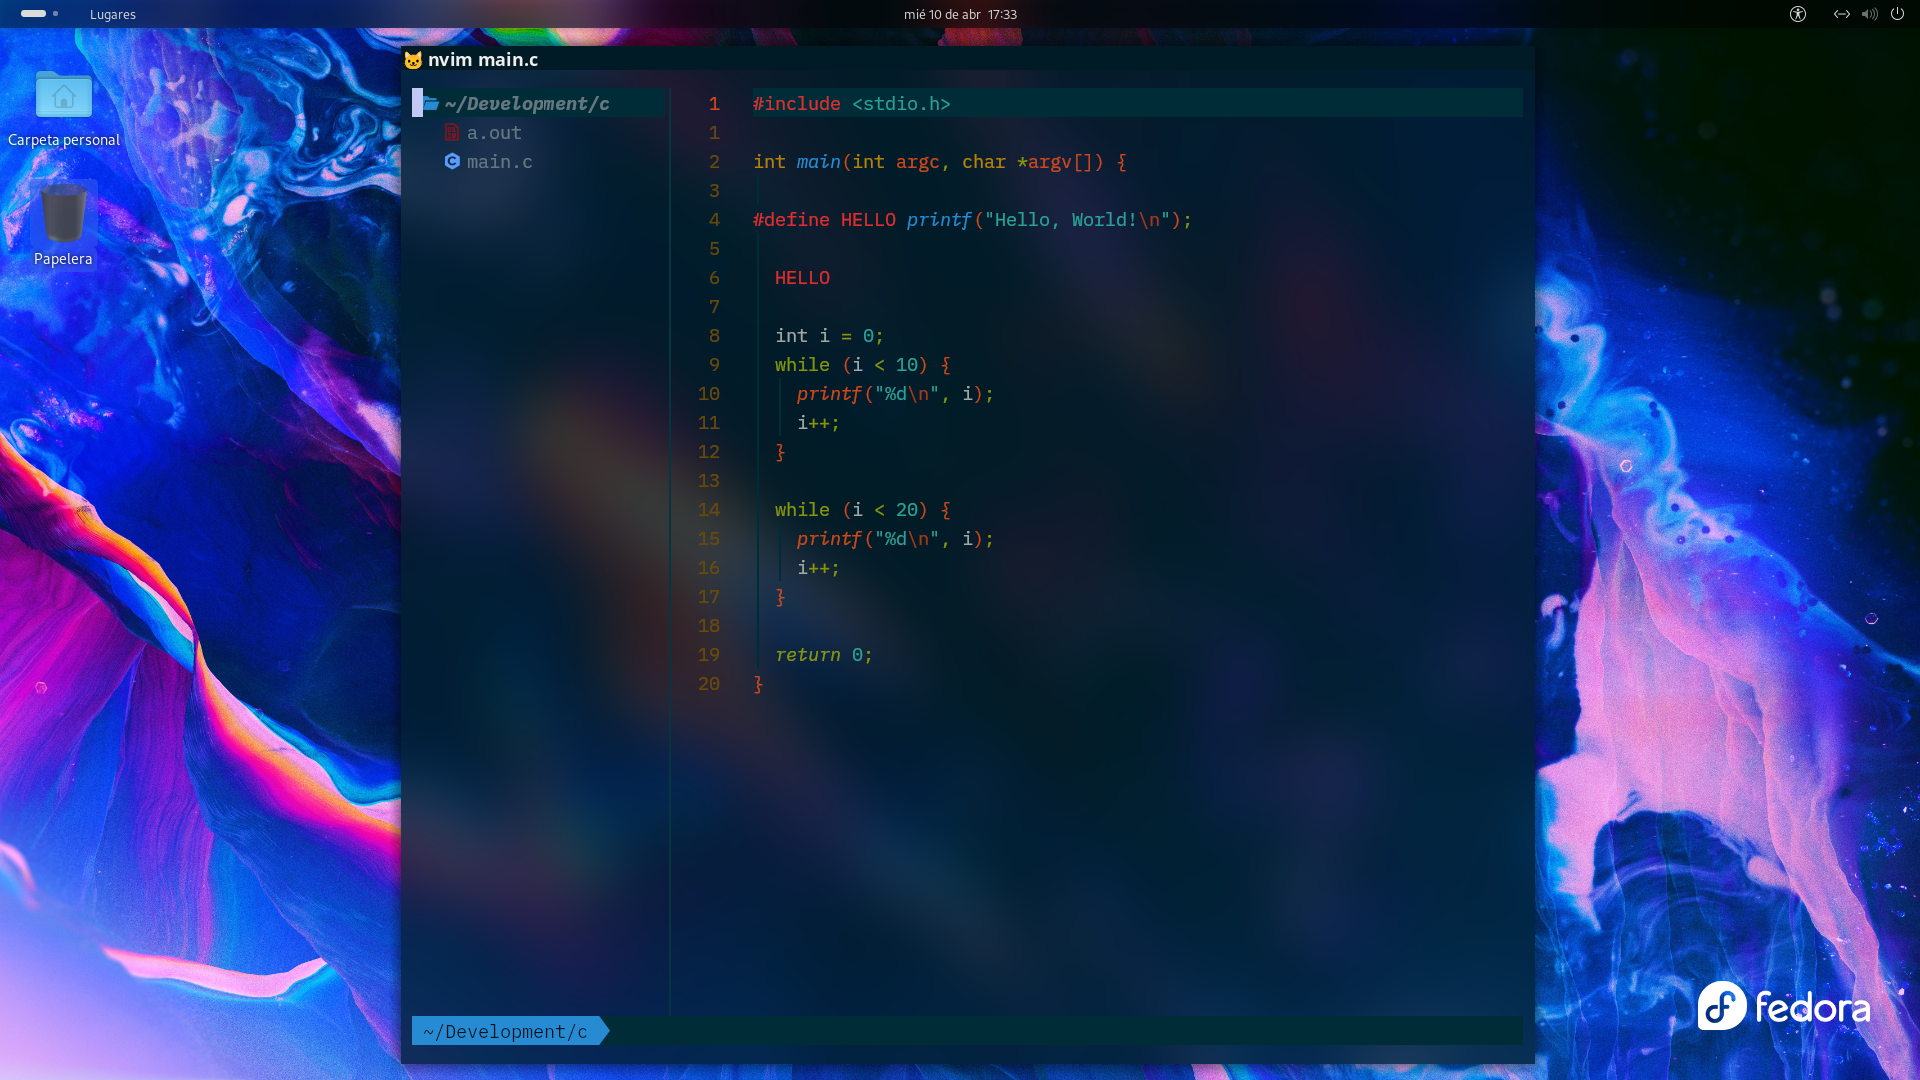 Lugares
mié 10 de abr 17:33
Carpeta personal
Papelera
nvim main.c
~/Development/c
a.out
main.c
1 #include <stdio.h>
1
2 int main(int argc, char *argv[]) {
3
4 #define HELLO printf("Hello, World!\n");
5
6 HELLO
7
8 int i = 0;
9 while (i < 10) {
10 printf("%d\n", i);
11 i++;
12 }
13
14 while (i < 20) {
15 printf("%d\n", i);
16 i++;
17 }
18
19 return 0;
20 }
~/Development/c
fedora